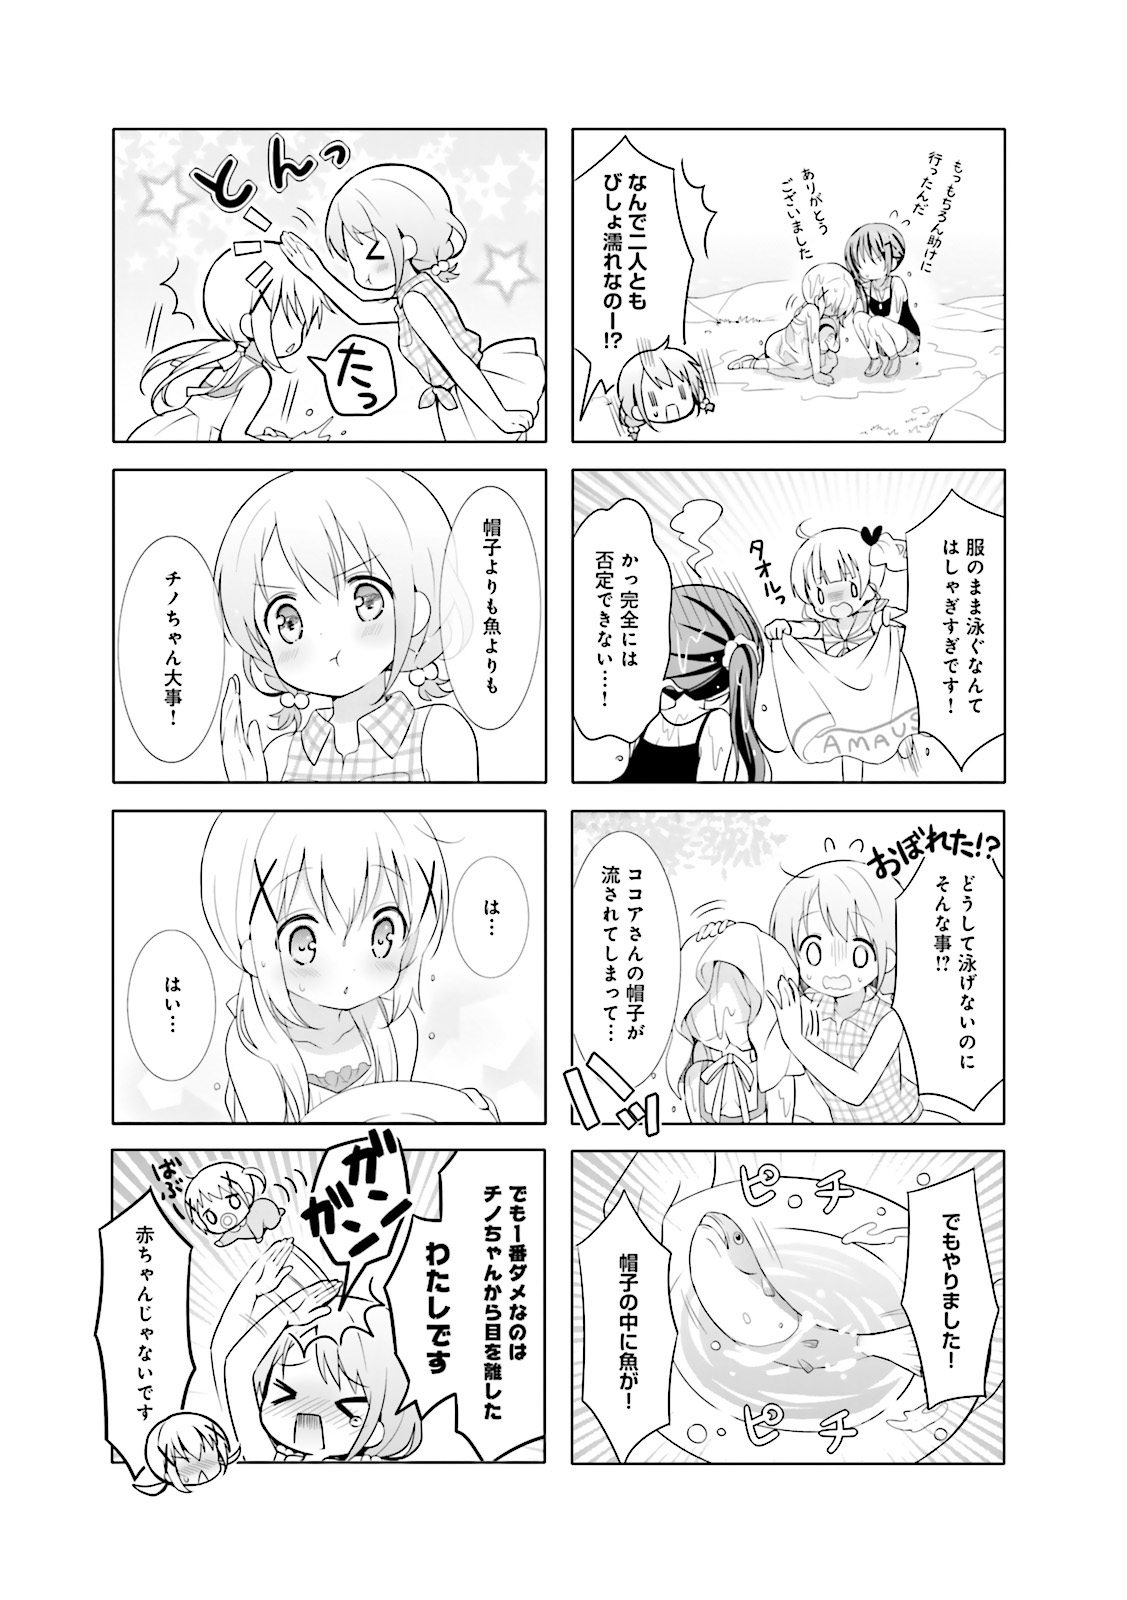 もっもちろん助けに
行ったんだ
ありがとう
ございました
なんで二人とも
びしょ濡れなのー!?
服のまま泳ぐなんて
はしゃぎすぎです!
タオルっ
AMAUS
かっ完全には
否定できない…!
おぼれた!?
どうして泳げないのに
そんな事!?
ココアさんの帽子が
流されてしまって…
ハッ
でもやりました!
ピチ
帽子の中に魚が!
ピチ
とんっ
たっ
帽子よりも魚よりも
チノちゃん大事!
は…
はい…
でも1番ダメなのは
チノちゃんから目を離した
わたしです
ガンガン
ばぶー
赤ちゃんじゃないです